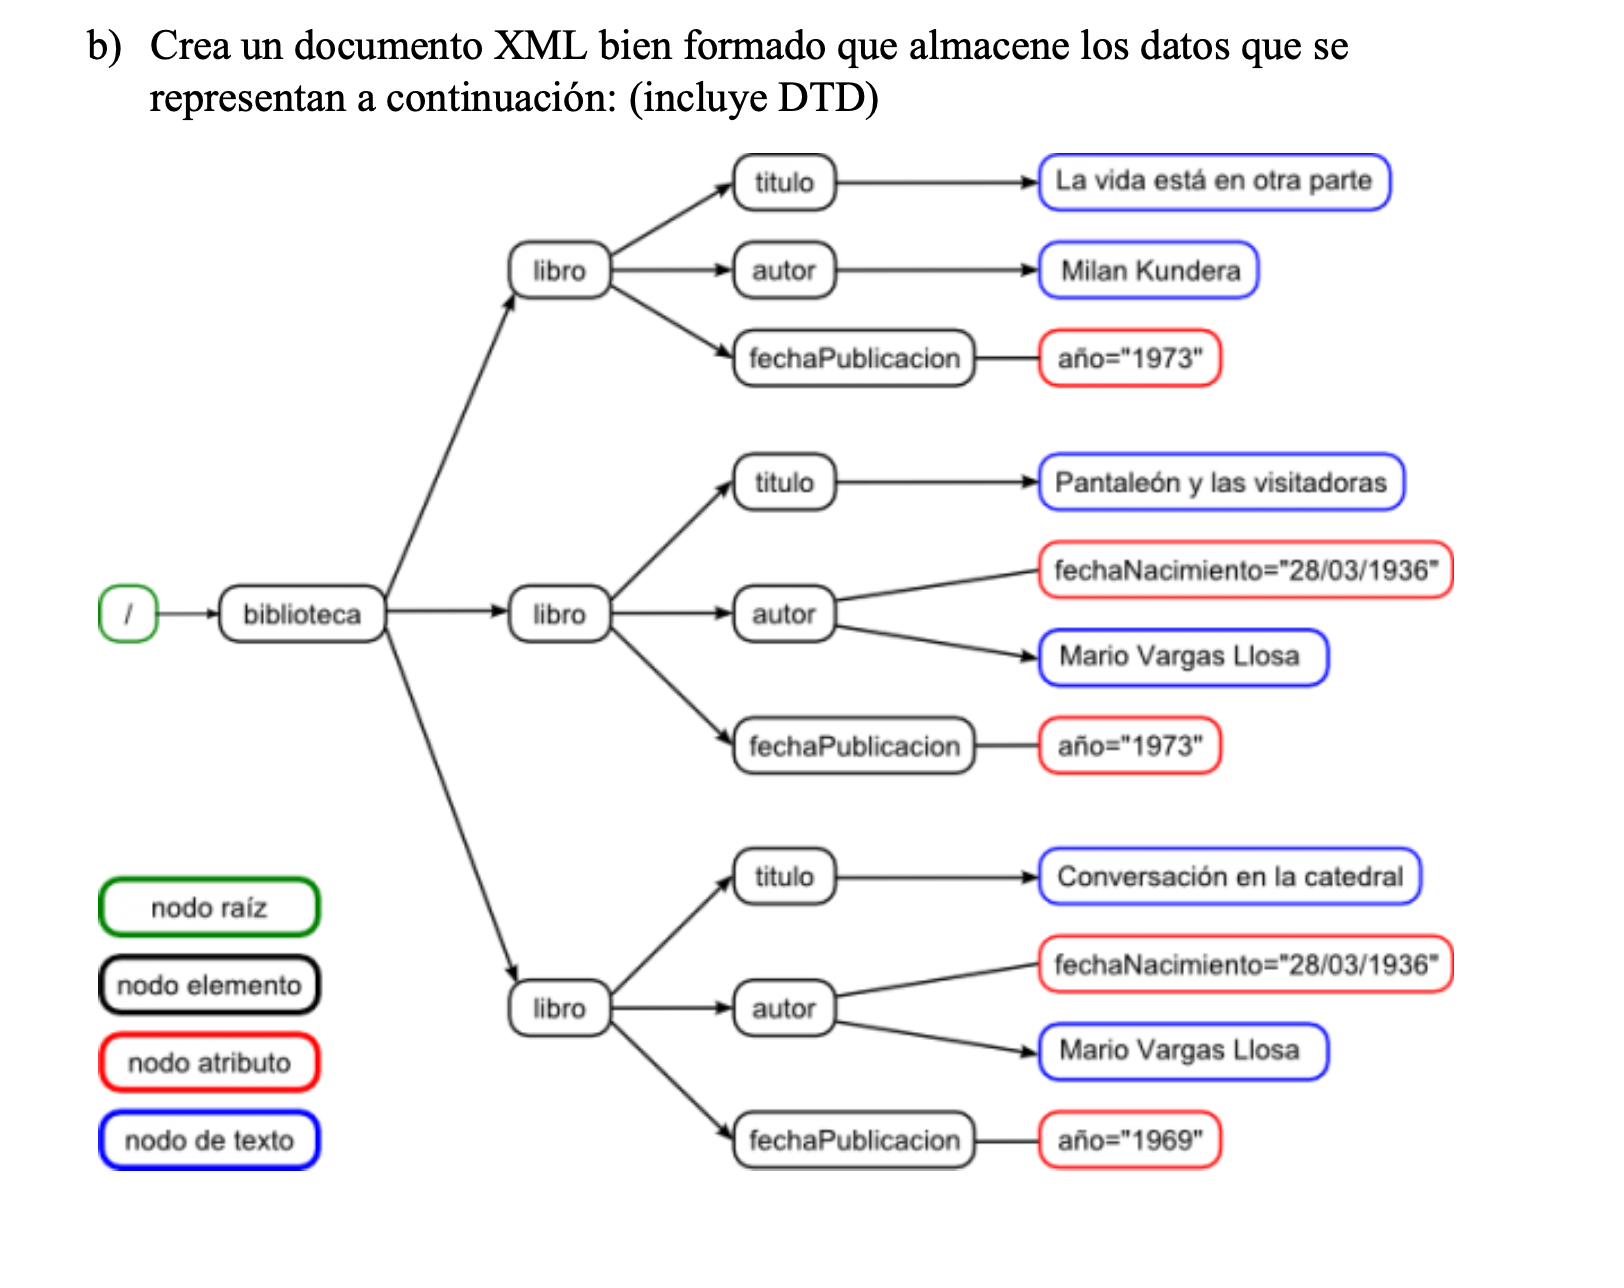 b) Crea un documento XML bien formado que almacene los datos que se
representan a continuación: (incluye DTD)
titulo
La vida está en otra parte
libro
autor
Milan Kundera
fechaPublicacion
año="1973"
titulo
Pantaleón y las visitadoras
fechaNacimiento="28/03/1936"
/
biblioteca
libro
autor
Mario Vargas Llosa
fechaPublicacion
año="1973"
titulo
Conversación en la catedral
fechaNacimiento="28/03/1936"
libro
autor
Mario Vargas Llosa
fechaPublicacion
año="1969"
nodo raíz
nodo elemento
nodo atributo
nodo de texto